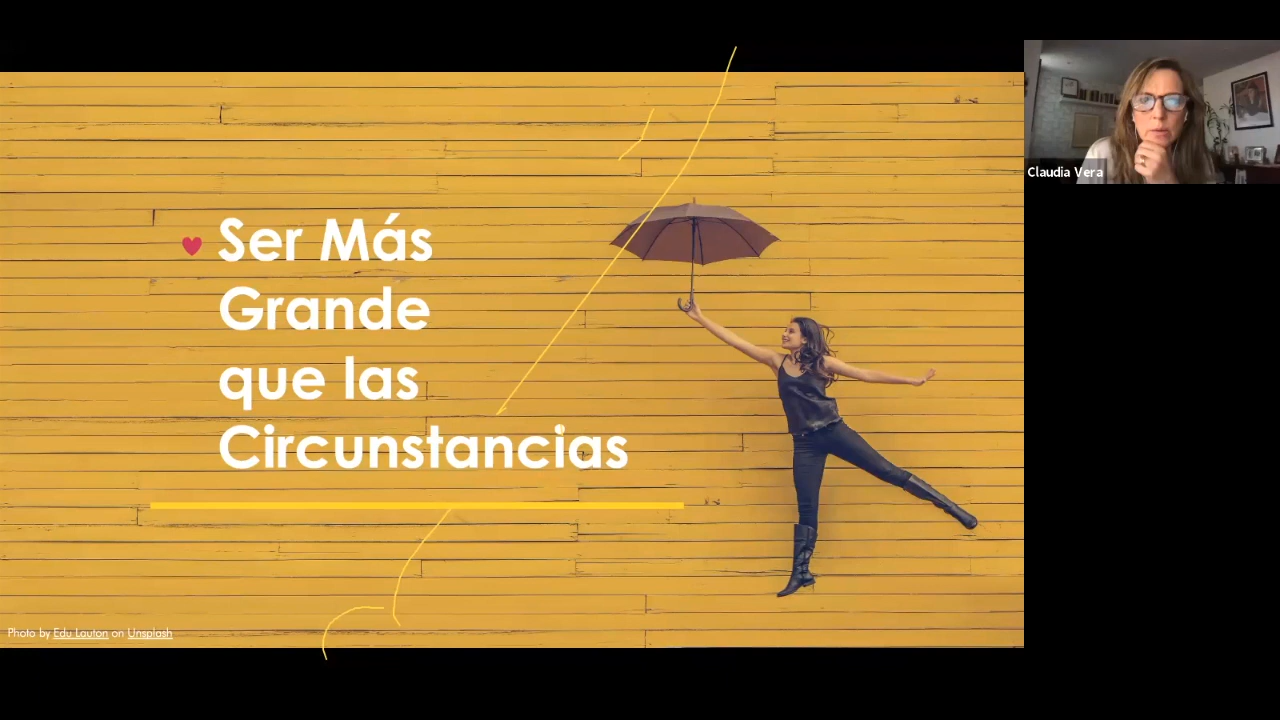 Ser Más
Grande
que las
Circunstancias
Photo by Edu Lauton on Unsplash
Claudia Vera